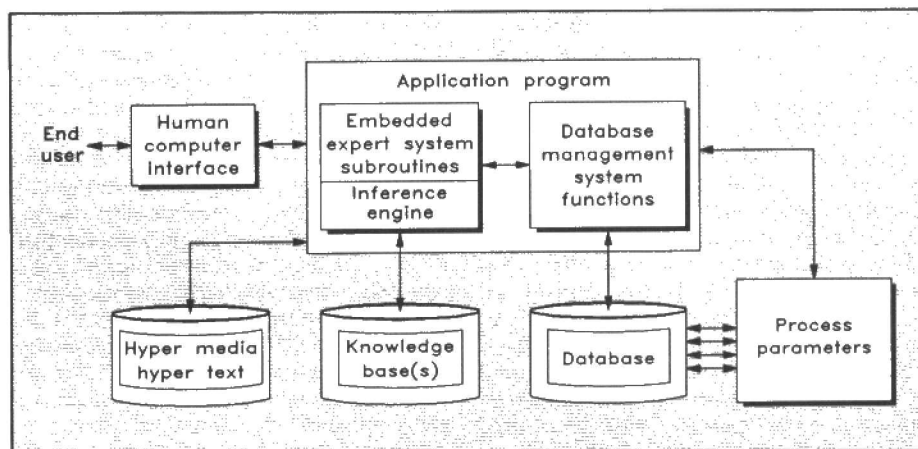 Application program
End
user
Human
computer
interface
Embedded
expert system
subroutines
Inference
engine
Database
management
system
functions
Hyper media
hyper text
Knowledge
base(s)
Database
Process
parameters